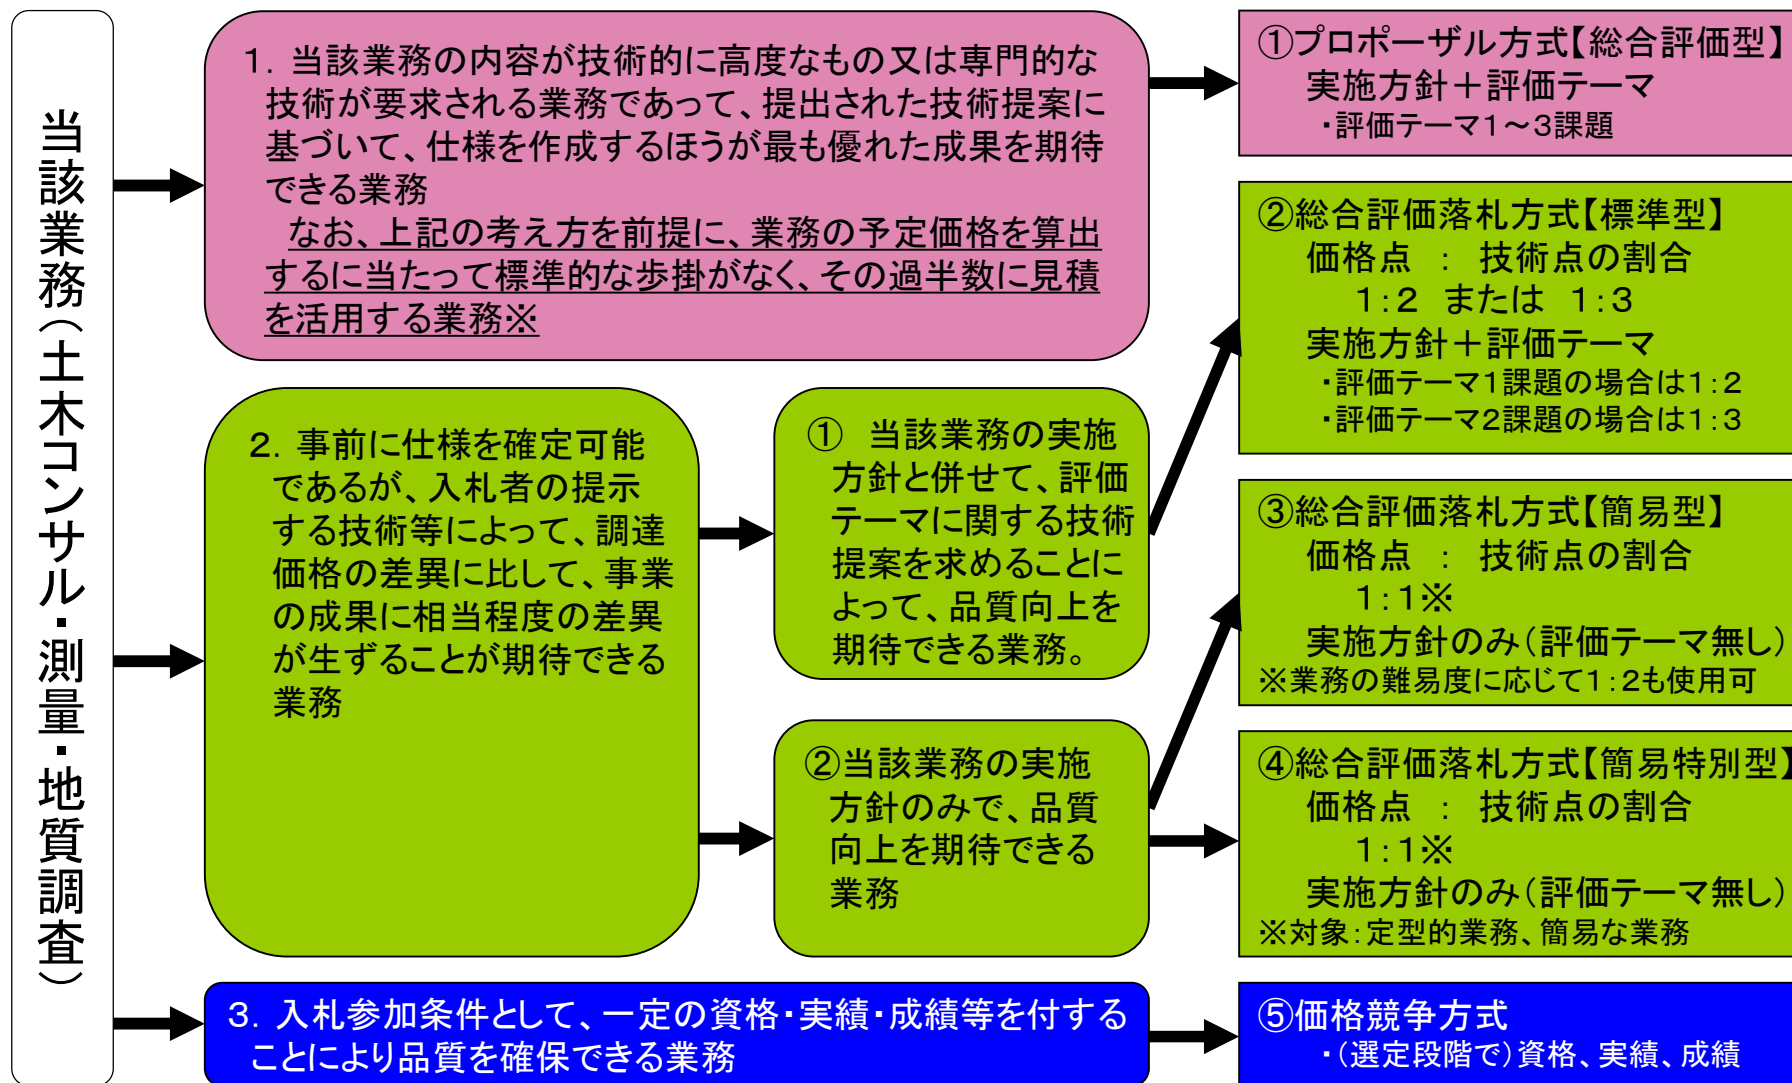 当該業務（土木コンサル・測量・地質調査）
1．当該業務の内容が技術的に高度なもの又は専門的な
技術が要求される業務であって、提出された技術提案に
基づいて、仕様を作成するほうが最も優れた成果を期待
できる業務
なお、上記の考え方を前提に、業務の予定価格を算出
するに当たって標準的な歩掛がなく、その過半数に見積
を活用する業務※
①プロポーザル方式【総合評価型】
実施方針＋評価テーマ
・評価テーマ1～3課題
2．事前に仕様を確定可能
であるが、入札者の提示
する技術等によって、調達
価格の差異に比して、事業
の成果に相当程度の差異
が生ずることが期待できる
業務
①　当該業務の実施
方針と併せて、評価
テーマに関する技術
提案を求めることに
よって、品質向上を
期待できる業務。
②当該業務の実施
方針のみで、品質
向上を期待できる
業務
②総合評価落札方式【標準型】
価格点　：　技術点の割合
1：2　または　1：3
実施方針＋評価テーマ
・評価テーマ1課題の場合は1：2
・評価テーマ2課題の場合は1：3
③総合評価落札方式【簡易型】
価格点　：　技術点の割合
1：1※
実施方針のみ（評価テーマ無し）
※業務の難易度に応じて1：2も使用可
④総合評価落札方式【簡易特別型】
価格点　：　技術点の割合
1：1※
実施方針のみ（評価テーマ無し）
※対象：定型的業務、簡易な業務
3．入札参加条件として、一定の資格・実績・成績等を付する
ことにより品質を確保できる業務
⑤価格競争方式
・（選定段階で）資格、実績、成績